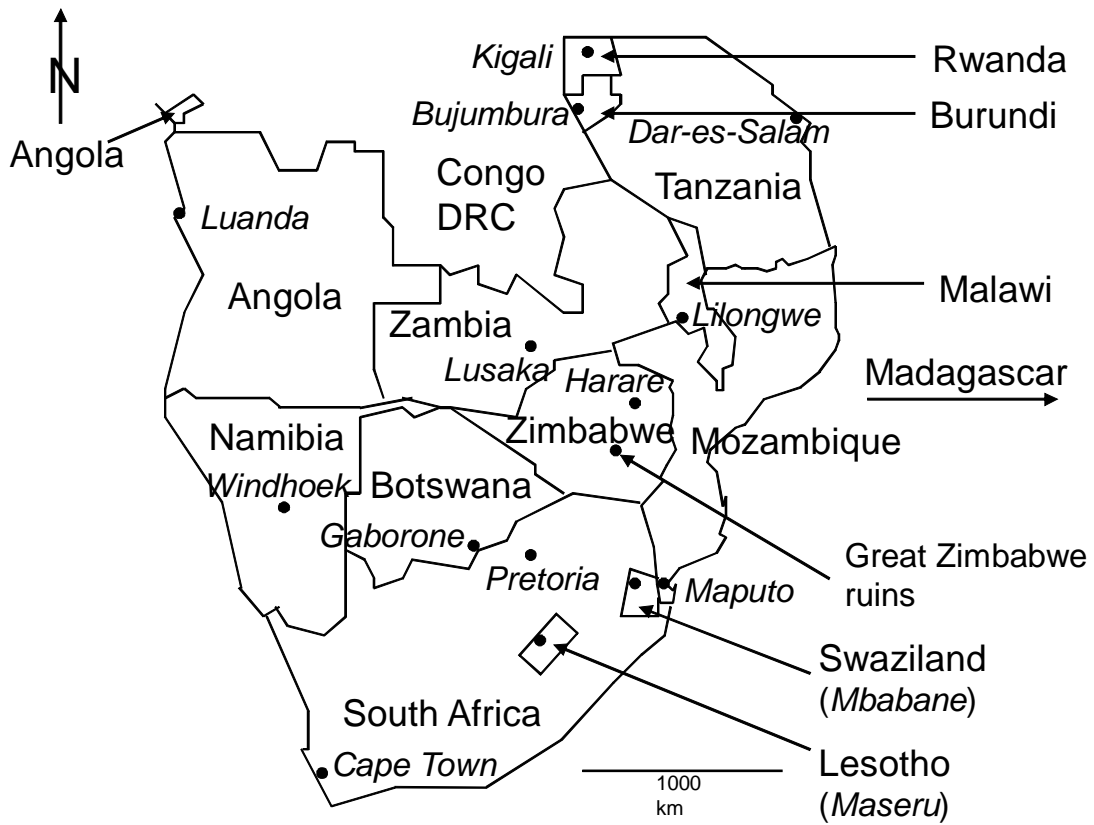 N
Kigali
Rwanda
Bujumbura
Burundi
Dar-es-Salam
Angola
Congo
DRC
Tanzania
Luanda
Angola
Malawi
Zambia
Lilongwe
Lusaka
Harare
Madagascar
Namibia
Zimbabwe
Mozambique
Windhoek
Botswana
Gaborone
Pretoria
Maputo
Great Zimbabwe
ruins
Swaziland
(Mbabane)
South Africa
Cape Town
Lesotho
(Maseru)
1000
km